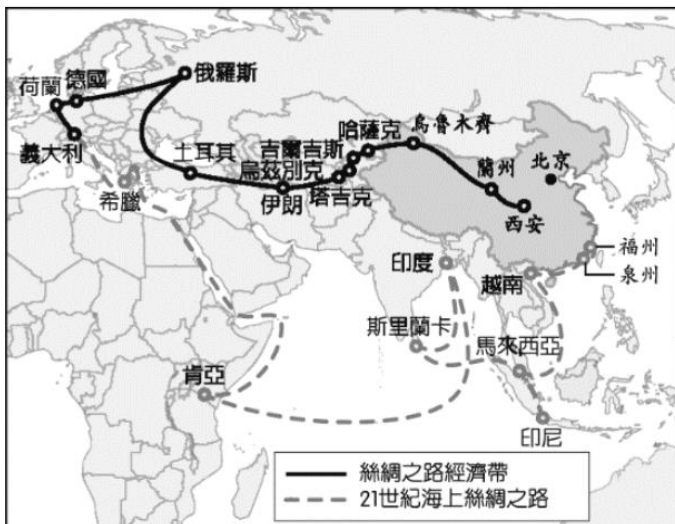 俄羅斯
德國
荷蘭
義大利
希臘
土耳其
伊朗
烏茲別克
吉爾吉斯
塔吉克
哈薩克
烏魯木齊
蘭州
北京
西安
福州
泉州
越南
印度
斯里蘭卡
馬來西亞
肯亞
印尼
絲綢之路經濟帶
21世紀海上絲綢之路